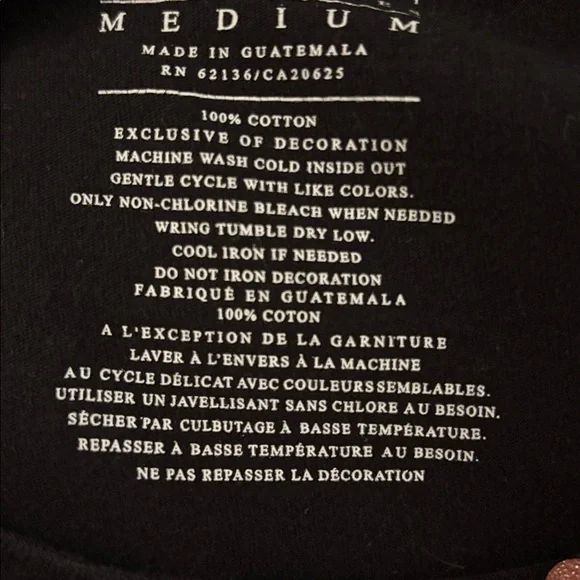 MEDIUM
MADE IN GUATEMALA
RN 62136/CA20625
100% COTTON
EXCLUSIVE OF DECORATION
MACHINE WASH COLD INSIDE OUT
GENTLE CYCLE WITH LIKE COLORS.
ONLY NON-CHLORINE BLEACH WHEN NEEDED
WRING TUMBLE DRY LOW.
COOL IRON IF NEEDED
DO NOT IRON DECORATION
FABRIQUÉ EN GUATEMALA
100% COTON
A L'EXCEPTION DE LA GARNITURE
LAVER À L'ENVERS À LA MACHINE
AU CYCLE DÉLICAT AVEC COULEURS SEMBLABLES.
UTILISER UN JAVELLISANT SANS CHLORE AU BESOIN.
SÉCHER PAR CULBUTAGE À BASSE TEMPÉRATURE.
REPASSER À BASSE TEMPÉRATURE AU BESOIN.
NE PAS REPASSER LA DÉCORATION